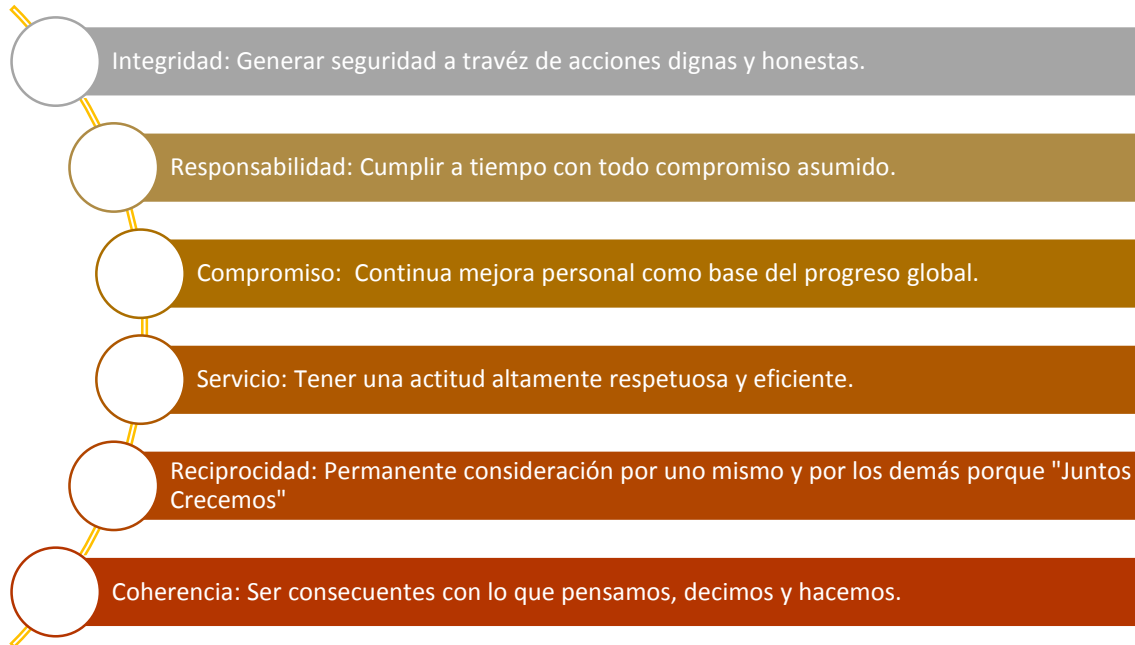 Integridad: Generar seguridad a travéz de acciones dignas y honestas.
Responsabilidad: Cumplir a tiempo con todo compromiso asumido.
Compromiso:  Continua mejora personal como base del progreso global.
Servicio: Tener una actitud altamente respetuosa y eficiente.
Reciprocidad: Permanente consideración por uno mismo y por los demás porque "Juntos
Crecemos"
Coherencia: Ser consecuentes con lo que pensamos, decimos y hacemos.